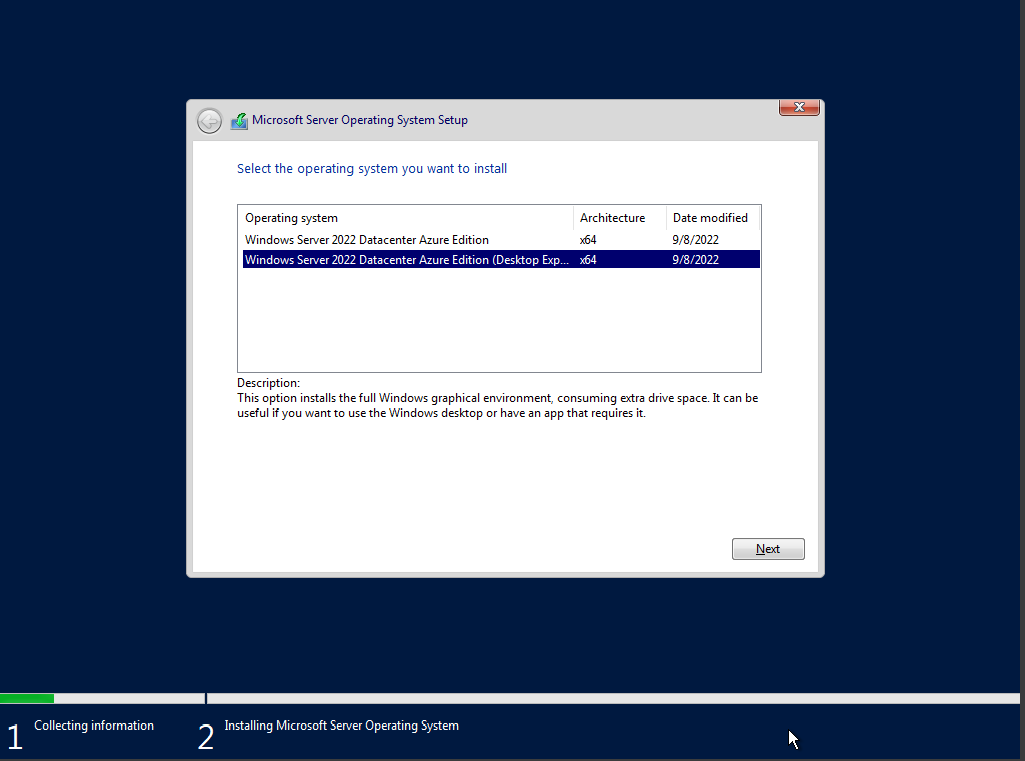 Microsoft Server Operating System Setup
Select the operating system you want to install
Operating system Architecture Date modified
Windows Server 2022 Datacenter Azure Edition x64 9/8/2022
Windows Server 2022 Datacenter Azure Edition (Desktop Exp... x64 9/8/2022
Description:
This option installs the full Windows graphical environment, consuming extra drive space. It can be
useful if you want to use the Windows desktop or have an app that requires it.
Next
1 Collecting information 2 Installing Microsoft Server Operating System